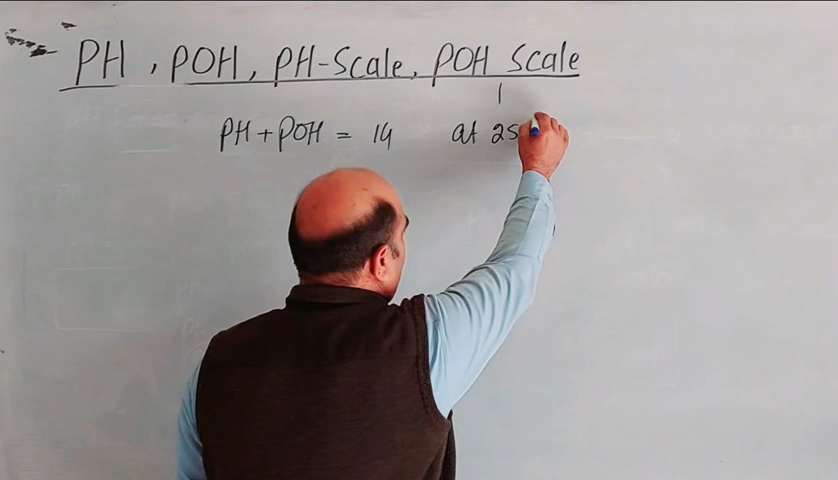 PH, POH, PH-Scale, POH Scale
PH + POH = 14 at 25